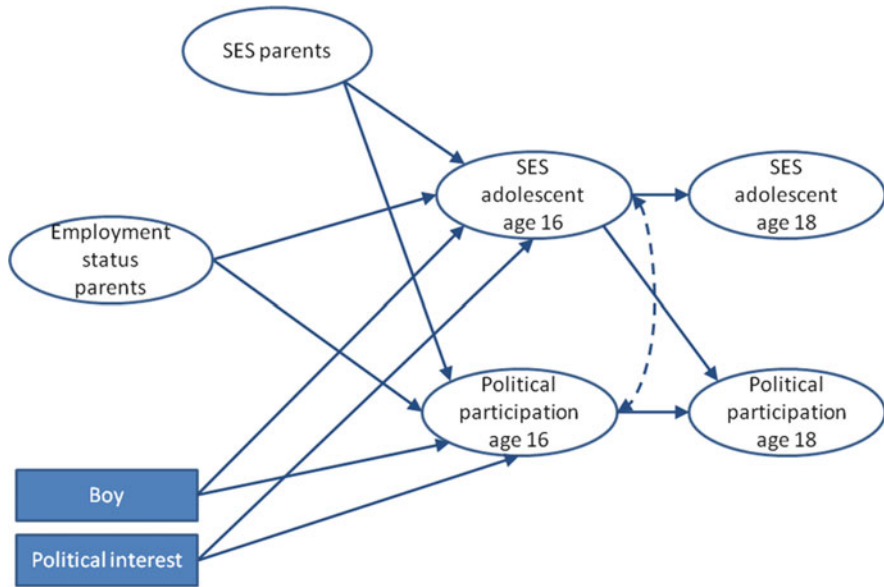 SES parents
SES
adolescent
age 16
SES
adolescent
age 18
Employment
status
parents
Political
participation
age 16
Political
participation
age 18
Boy
Political interest